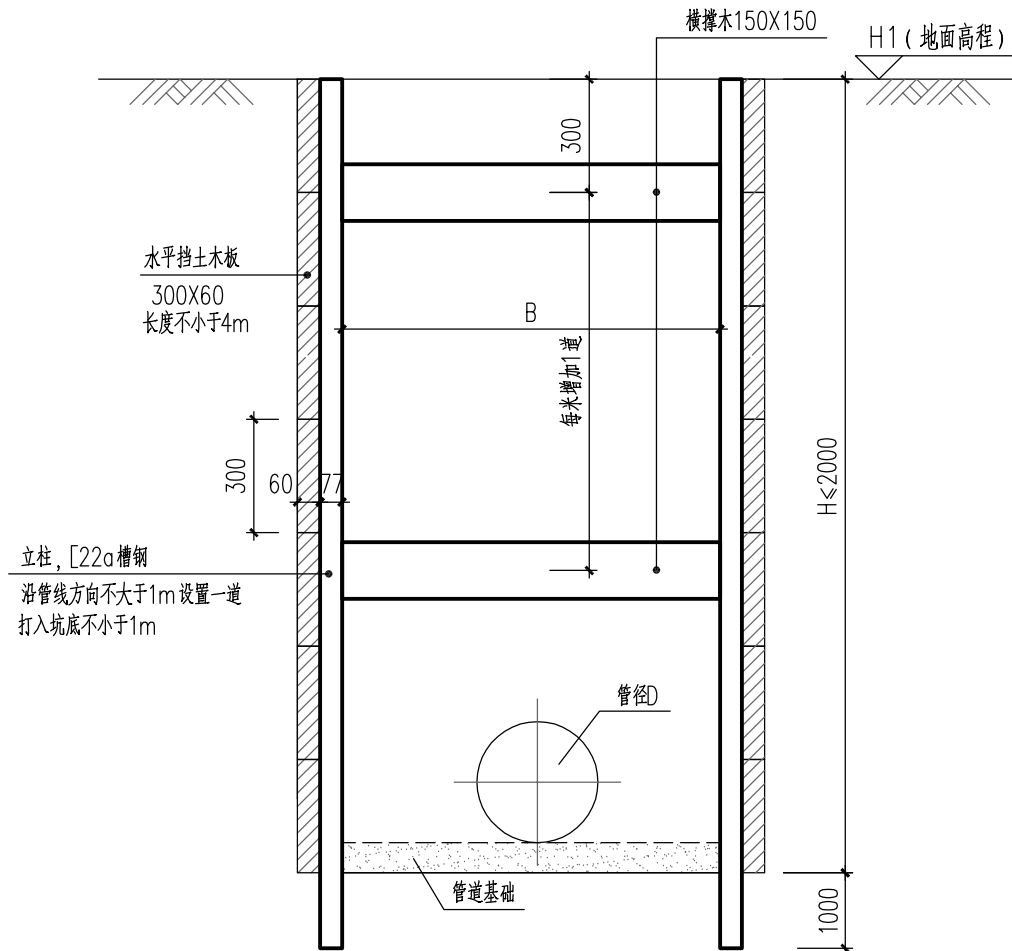 横撑木150X150
H1(地面高程)
300
水平挡土木板
300X60
长度不小于4m
B
每米增加1道
300
60
77
H≤2000
立柱,[22a槽钢
沿管线方向不大于1m设置一道
打入坑底不小于1m
管径D
管道基础
1000